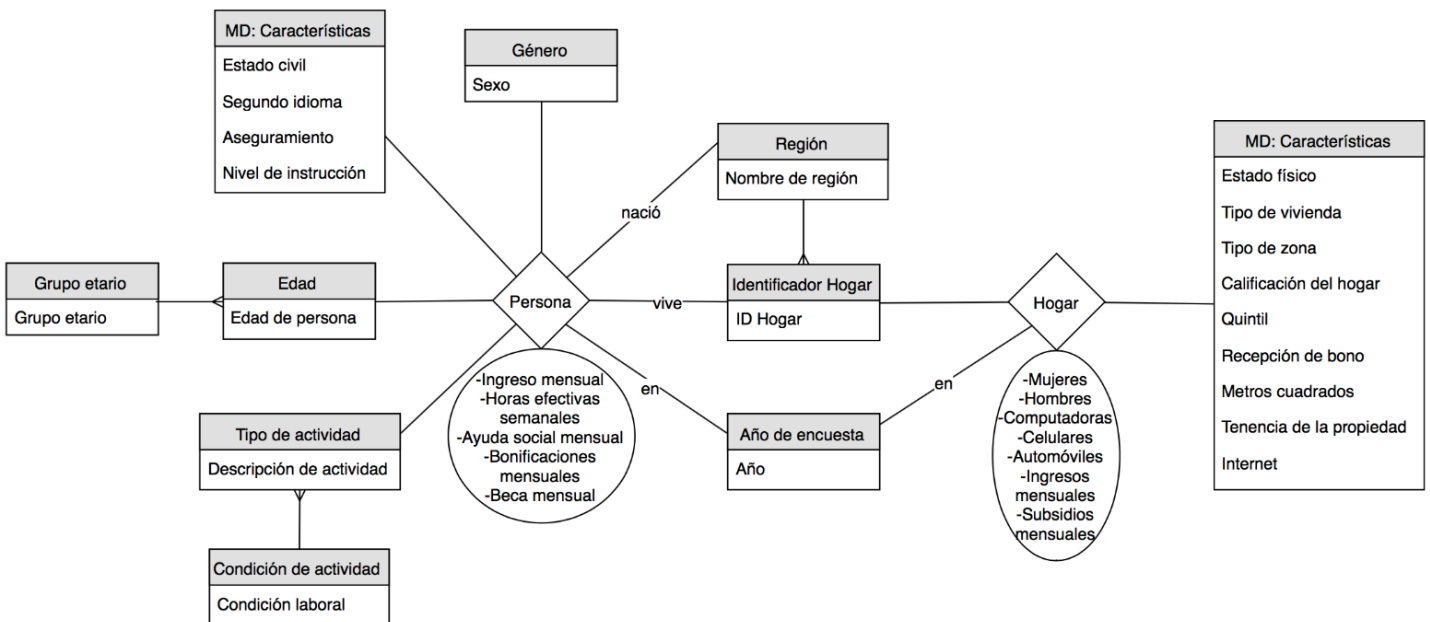 MD: Características
Estado civil
Segundo idioma
Aseguramiento
Nivel de instrucción
Género
Sexo
Región
Nombre de región
MD: Características
Estado físico
Tipo de vivienda
Tipo de zona
Calificación del hogar
Quintil
Recepción de bono
Metros cuadrados
Tenencia de la propiedad
Internet
nació
Grupo etario
Grupo etario
Edad
Edad de persona
Persona
vive
Identificador Hogar
ID Hogar
Hogar
-Ingreso mensual
-Horas efectivas
semanales
-Ayuda social mensual
-Bonificaciones
mensuales
-Beca mensual
en
en
-Mujeres
-Hombres
-Computadoras
-Celulares
-Automóviles
-Ingresos
mensuales
-Subsidios
mensuales
Tipo de actividad
Descripción de actividad
Año de encuesta
Año
Condición de actividad
Condición laboral